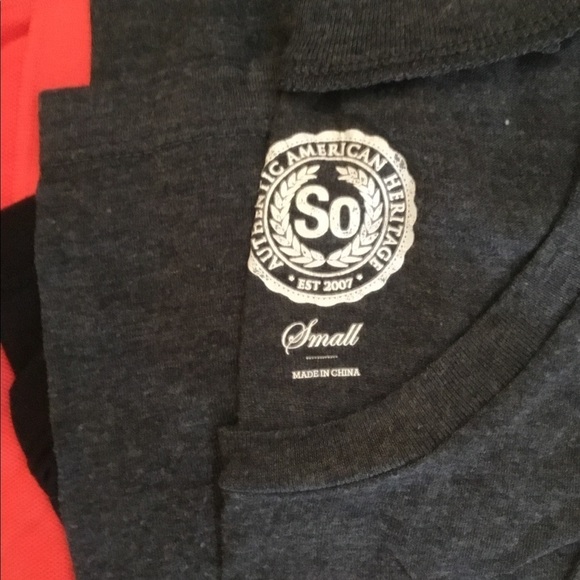 AUTHENTIC AMERICAN HERITAGE
So
* EST 2007 *
Small
MADE IN CHINA